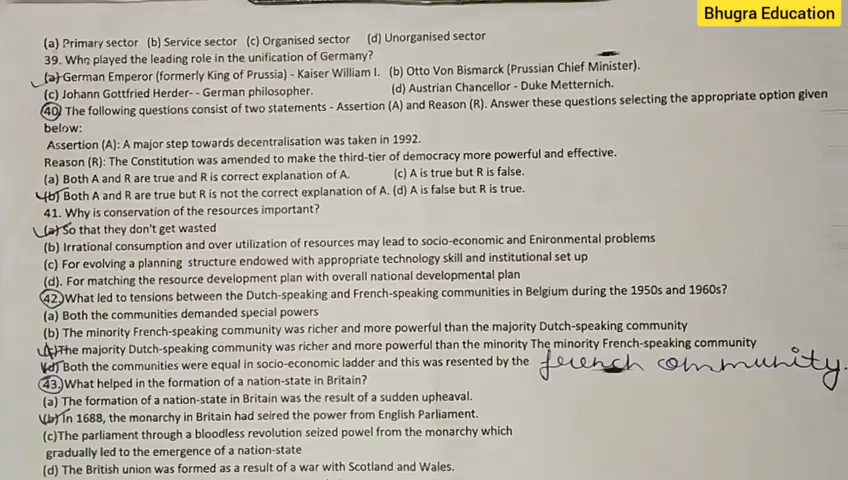 Bhugra Education
(a) Primary sector (b) Service sector (c) Organised sector (d) Unorganised sector
39. Who played the leading role in the unification of Germany?
(a) German Emperor (formerly King of Prussia) - Kaiser William I. (b) Otto Von Bismarck (Prussian Chief Minister).
(c) Johann Gottfried Herder- - German philosopher. (d) Austrian Chancellor - Duke Metternich.
40. The following questions consist of two statements - Assertion (A) and Reason (R). Answer these questions selecting the appropriate option given
below:
Assertion (A): A major step towards decentralisation was taken in 1992.
Reason (R): The Constitution was amended to make the third-tier of democracy more powerful and effective.
(a) Both A and R are true and R is correct explanation of A. (c) A is true but R is false.
(b) Both A and R are true but R is not the correct explanation of A. (d) A is false but R is true.
41. Why is conservation of the resources important?
(a) So that they don't get wasted
(b) Irrational consumption and over utilization of resources may lead to socio-economic and Enironmental problems
(c) For evolving a planning structure endowed with appropriate technology skill and institutional set up
(d). For matching the resource development plan with overall national developmental plan
42. What led to tensions between the Dutch-speaking and French-speaking communities in Belgium during the 1950s and 1960s?
(a) Both the communities demanded special powers
(b) The minority French-speaking community was richer and more powerful than the majority Dutch-speaking community
(c) The majority Dutch-speaking community was richer and more powerful than the minority The minority French-speaking community
(d) Both the communities were equal in socio-economic ladder and this was resented by the french community.
43. What helped in the formation of a nation-state in Britain?
(a) The formation of a nation-state in Britain was the result of a sudden upheaval.
(b) In 1688, the monarchy in Britain had seired the power from English Parliament.
(c)The parliament through a bloodless revolution seized powel from the monarchy which
gradually led to the emergence of a nation-state
(d) The British union was formed as a result of a war with Scotland and Wales.